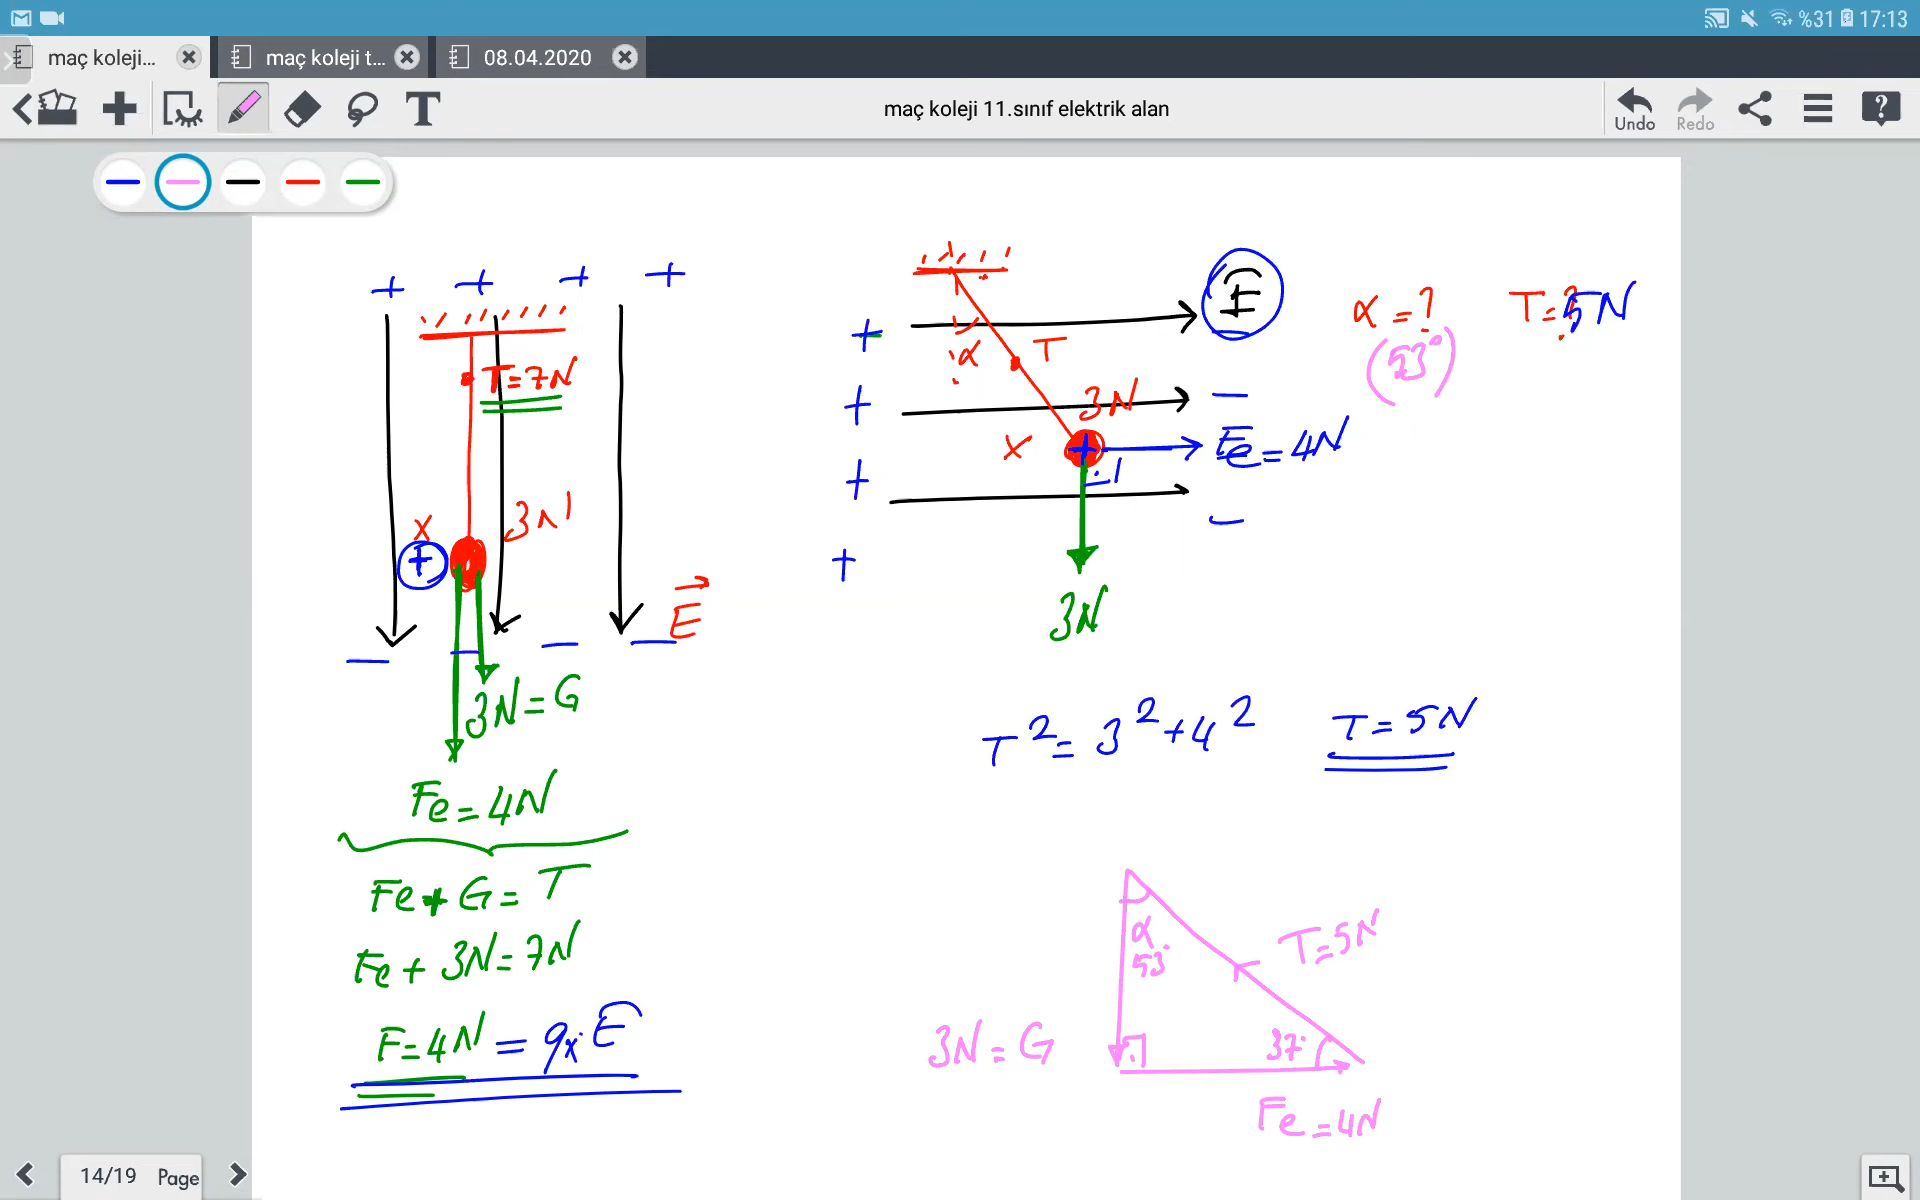 %31 17:13
maç koleji...
maç koleji t...
08.04.2020
T
maç koleji 11.sınıf elektrik alan
Undo
Redo
?
+ + + +
T=7N
X
+
3N
E
- - - -
3N=G
Fe=4N
Fe+G=T
Fe+3N=7N
F=4N=qx.E
E
α=?
(53°)
T=?
5N
+ + + +
α
T
3N
X
+
Fe=4N
- -
3N
T²=3²+4²
T=5N
α
53°
T=5N
3N=G
37°
Fe=4N
14/19 Page